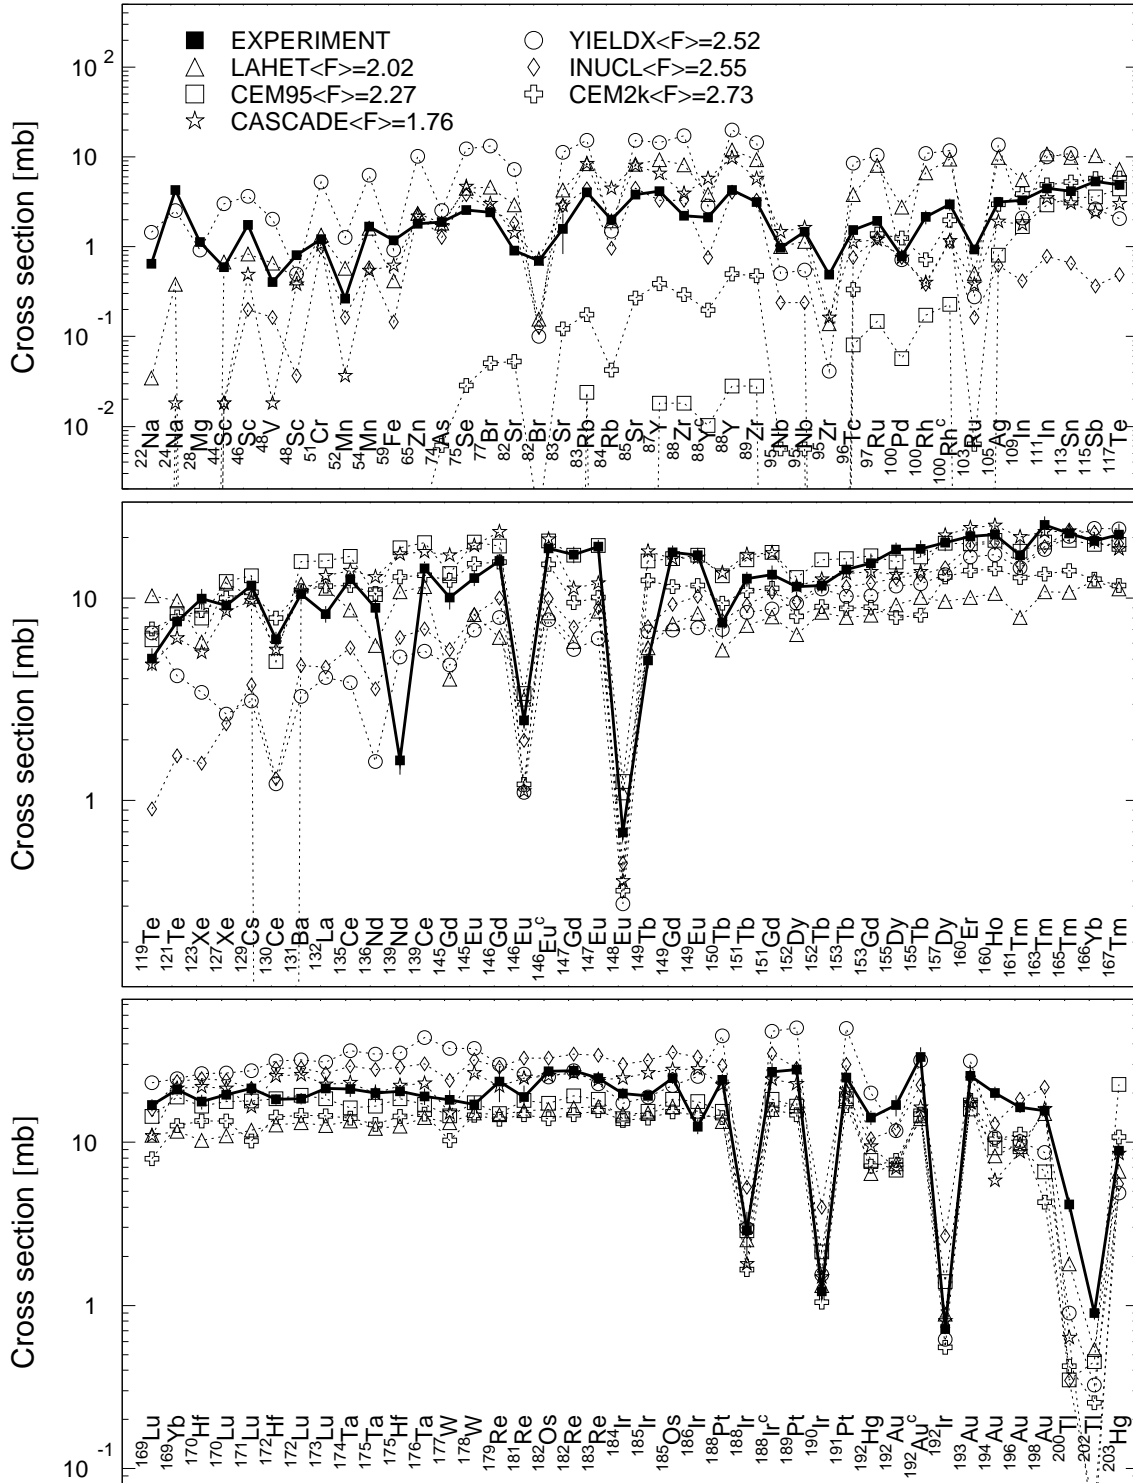 Cross section [mb]
10²
10
1
10⁻¹
10⁻²
EXPERIMENT
LAHET<F>=2.02
CEM95<F>=2.27
CASCADE<F>=1.76
YIELDX<F>=2.52
INUCL<F>=2.55
CEM2k<F>=2.73
²²Na
²⁴Na
²⁸Mg
⁴⁴Sc
⁴⁶Sc
⁴⁸V
⁴⁸Sc
⁵¹Cr
⁵²Mn
⁵⁴Mn
⁵⁹Fe
⁶⁵Zn
⁷⁴As
⁷⁵Se
⁷⁷Br
⁸²Sr
⁸²Br
⁸³Sr
⁸³Rb
⁸⁴Rb
⁸⁵Sr
⁸⁷Y
⁸⁸Zr
⁸⁸Yᶜ
⁸⁸Y
⁸⁹Zr
⁹⁵Nb
⁹⁵Nb
⁹⁵Zr
⁹⁶Tc
⁹⁷Ru
¹⁰⁰Pd
¹⁰⁰Rh
¹⁰⁰Rhᶜ
¹⁰³Ru
¹⁰⁵Ag
¹⁰⁹In
¹¹¹In
¹¹³Sn
¹¹⁵Sb
¹¹⁷Te
Cross section [mb]
10
1
¹¹⁹Te
¹²¹Te
¹²³Xe
¹²⁷Xe
¹²⁹Cs
¹³⁰Ce
¹³¹Ba
¹³²La
¹³⁵Ce
¹³⁶Nd
¹³⁹Nd
¹³⁹Ce
¹⁴⁵Gd
¹⁴⁵Eu
¹⁴⁶Gd
¹⁴⁶Eu
¹⁴⁶Euᶜ
¹⁴⁷Gd
¹⁴⁷Eu
¹⁴⁸Eu
¹⁴⁹Tb
¹⁴⁹Gd
¹⁴⁹Eu
¹⁵⁰Tb
¹⁵¹Tb
¹⁵¹Gd
¹⁵²Dy
¹⁵²Tb
¹⁵³Tb
¹⁵³Gd
¹⁵⁵Dy
¹⁵⁵Tb
¹⁵⁷Dy
¹⁶⁰Er
¹⁶⁰Ho
¹⁶¹Tm
¹⁶³Tm
¹⁶⁵Tm
¹⁶⁶Yb
¹⁶⁷Tm
Cross section [mb]
10
1
10⁻¹
¹⁶⁹Lu
¹⁶⁹Yb
¹⁷⁰Hf
¹⁷⁰Lu
¹⁷¹Lu
¹⁷²Hf
¹⁷²Lu
¹⁷³Lu
¹⁷⁴Ta
¹⁷⁵Ta
¹⁷⁵Hf
¹⁷⁶Ta
¹⁷⁷W
¹⁷⁸W
¹⁷⁹Re
¹⁸¹Re
¹⁸²Os
¹⁸²Re
¹⁸³Re
¹⁸⁴Ir
¹⁸⁵Ir
¹⁸⁵Os
¹⁸⁶Ir
¹⁸⁸Pt
¹⁸⁸Ir
¹⁸⁸Irᶜ
¹⁸⁹Pt
¹⁹⁰Ir
¹⁹¹Pt
¹⁹²Hg
¹⁹²Au
¹⁹²Auᶜ
¹⁹²Ir
¹⁹³Au
¹⁹⁴Au
¹⁹⁶Au
¹⁹⁸Au
²⁰⁰Tl
²⁰²Tl
²⁰³Hg